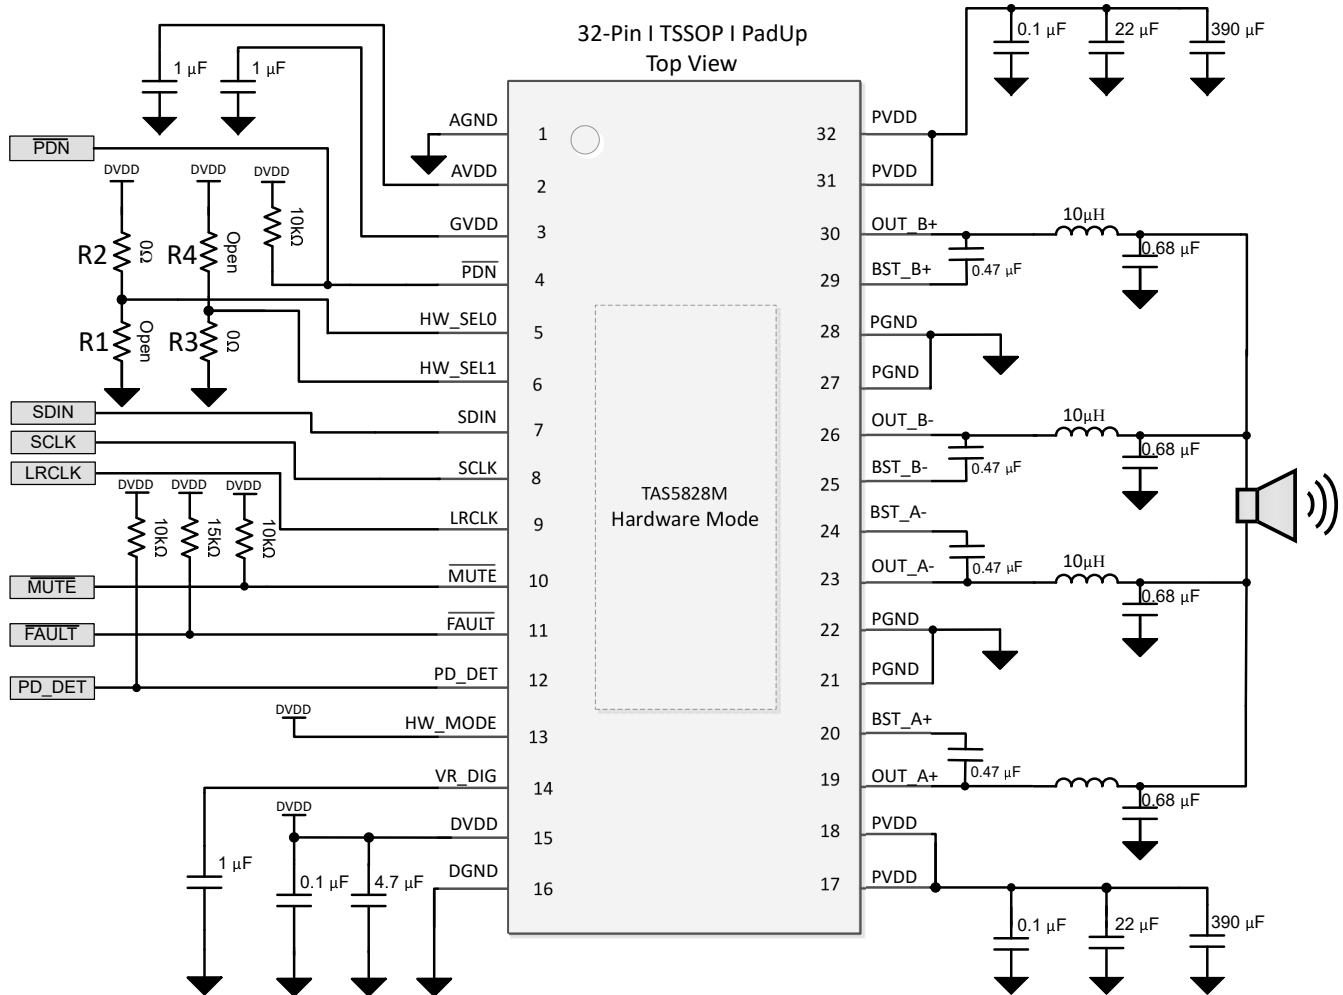 32-Pin I TSSOP I PadUp
Top View
1 μF
1 μF
0.1 μF
22 μF
390 μF
PDN
DVDD
DVDD
DVDD
R2
0Ω
R4
Open
10kΩ
R1
Open
R3
0Ω
SDIN
SCLK
LRCLK
DVDD
DVDD
DVDD
10kΩ
15kΩ
10kΩ
MUTE
FAULT
PD_DET
DVDD
DVDD
1 μF
0.1 μF
4.7 μF
AGND
1
AVDD
2
GVDD
3
PDN
4
HW_SEL0
5
HW_SEL1
6
SDIN
7
SCLK
8
LRCLK
9
MUTE
10
FAULT
11
PD_DET
12
HW_MODE
13
VR_DIG
14
DVDD
15
DGND
16
TAS5828M
Hardware Mode
32
PVDD
31
PVDD
30
OUT_B+
29
BST_B+
28
PGND
27
PGND
26
OUT_B-
25
BST_B-
24
BST_A-
23
OUT_A-
22
PGND
21
PGND
20
BST_A+
19
OUT_A+
18
PVDD
17
PVDD
10μH
0.47 μF
0.68 μF
10μH
0.47 μF
0.68 μF
10μH
0.47 μF
0.68 μF
0.47 μF
0.68 μF
0.1 μF
22 μF
390 μF